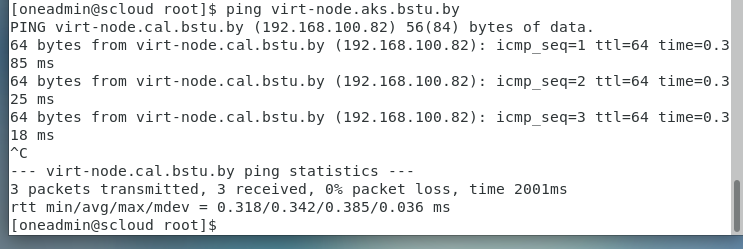 [oneadmin@scloud root]$ ping virt-node.aks.bstu.by
PING virt-node.cal.bstu.by (192.168.100.82) 56(84) bytes of data.
64 bytes from virt-node.cal.bstu.by (192.168.100.82): icmp_seq=1 ttl=64 time=0.3
85 ms
64 bytes from virt-node.cal.bstu.by (192.168.100.82): icmp_seq=2 ttl=64 time=0.3
25 ms
64 bytes from virt-node.cal.bstu.by (192.168.100.82): icmp_seq=3 ttl=64 time=0.3
18 ms
^C
--- virt-node.cal.bstu.by ping statistics ---
3 packets transmitted, 3 received, 0% packet loss, time 2001ms
rtt min/avg/max/mdev = 0.318/0.342/0.385/0.036 ms
[oneadmin@scloud root]$